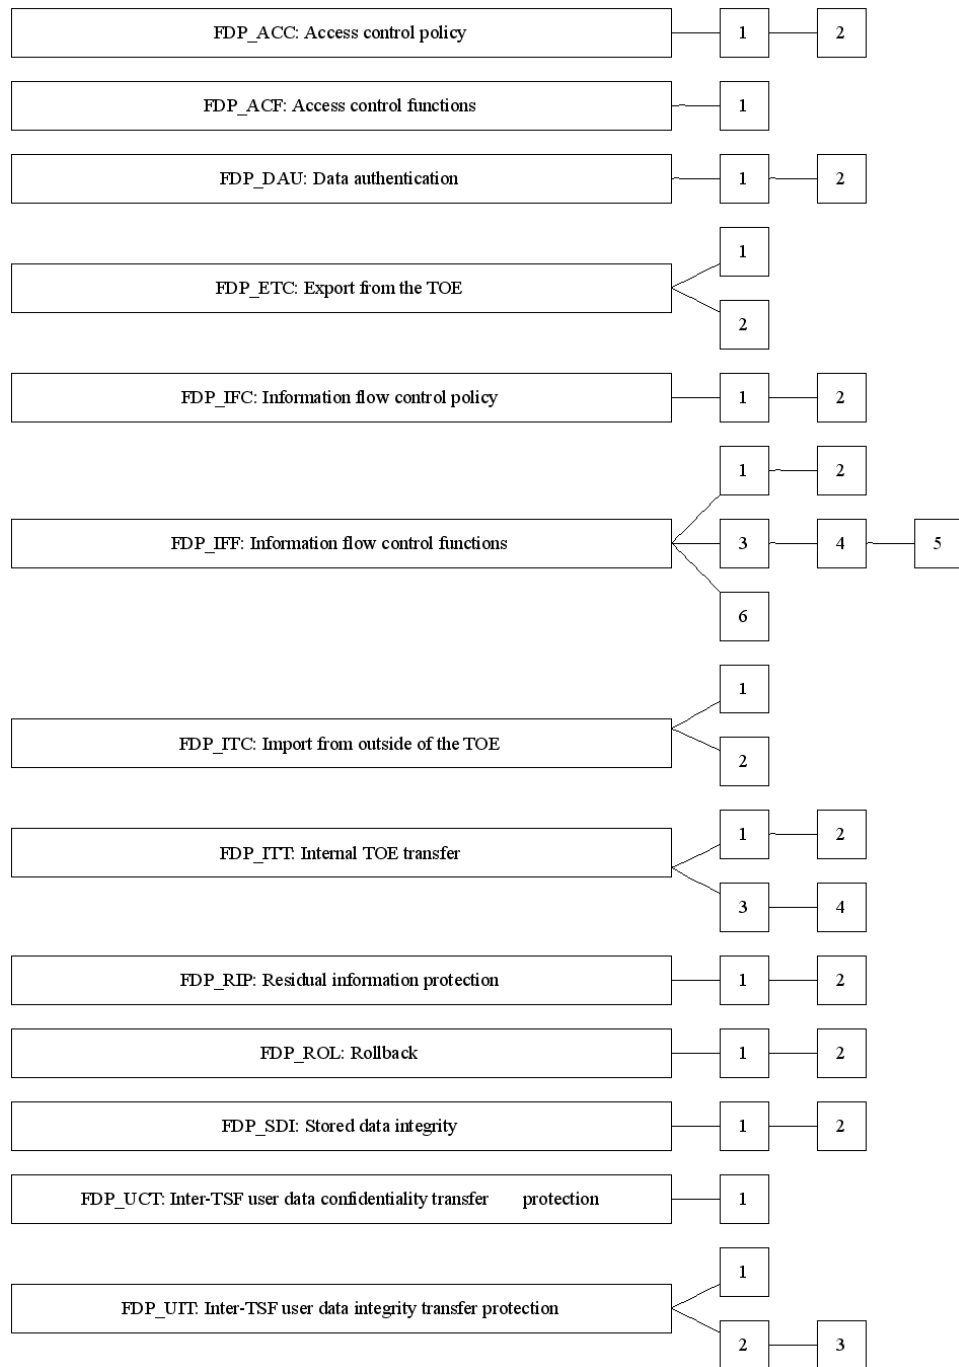 FDP_ACC: Access control policy 1 2
FDP_ACF: Access control functions 1
FDP_DAU: Data authentication 1 2
1
FDP_ETC: Export from the TOE
2
FDP_IFC: Information flow control policy 1 2
1 2
FDP_IFF: Information flow control functions 3 4 5
6
1
FDP_ITC: Import from outside of the TOE
2
1 2
FDP_ITT: Internal TOE transfer
3 4
FDP_RIP: Residual information protection 1 2
FDP_ROL: Rollback 1 2
FDP_SDI: Stored data integrity 1 2
FDP_UCT: Inter-TSF user data confidentiality transfer protection 1
1
FDP_UIT: Inter-TSF user data integrity transfer protection
2 3